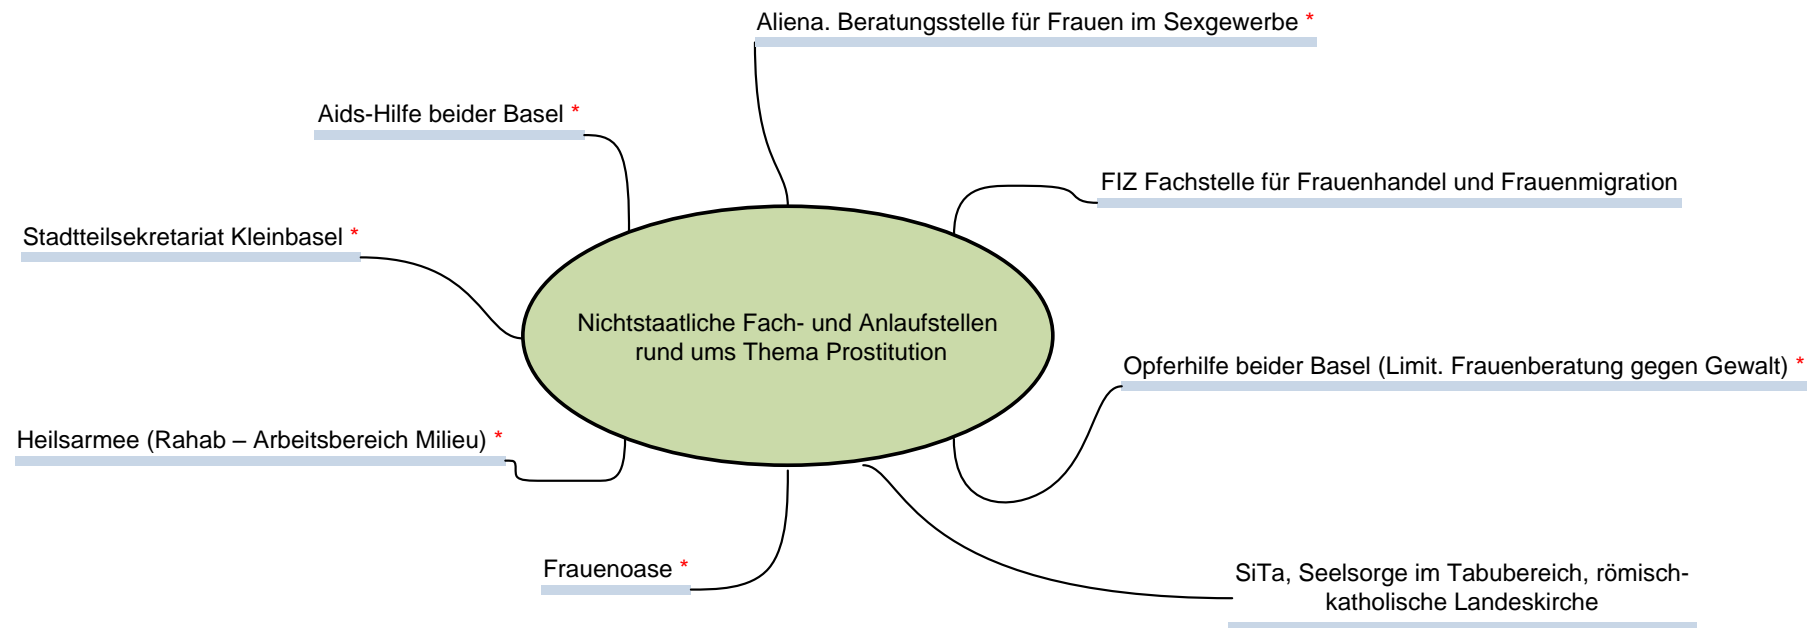 Aliena. Beratungsstelle für Frauen im Sexgewerbe *
Aids-Hilfe beider Basel *
FIZ Fachstelle für Frauenhandel und Frauenmigration
Stadtteilsekretariat Kleinbasel *
Nichtstaatliche Fach- und Anlaufstellen
rund ums Thema Prostitution
Opferhilfe beider Basel (Limit. Frauenberatung gegen Gewalt) *
Heilsarmee (Rahab – Arbeitsbereich Milieu) *
Frauenoase *
SiTa, Seelsorge im Tabubereich, römisch-
katholische Landeskirche